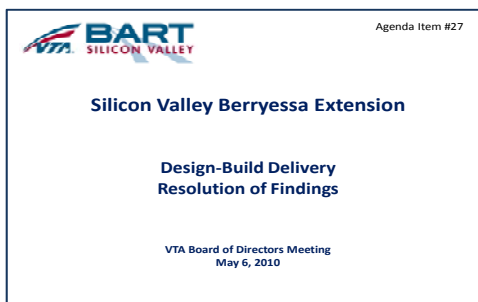 Agenda Item #27
VTA BART
SILICON VALLEY
Silicon Valley Berryessa Extension
Design-Build Delivery
Resolution of Findings
VTA Board of Directors Meeting
May 6, 2010